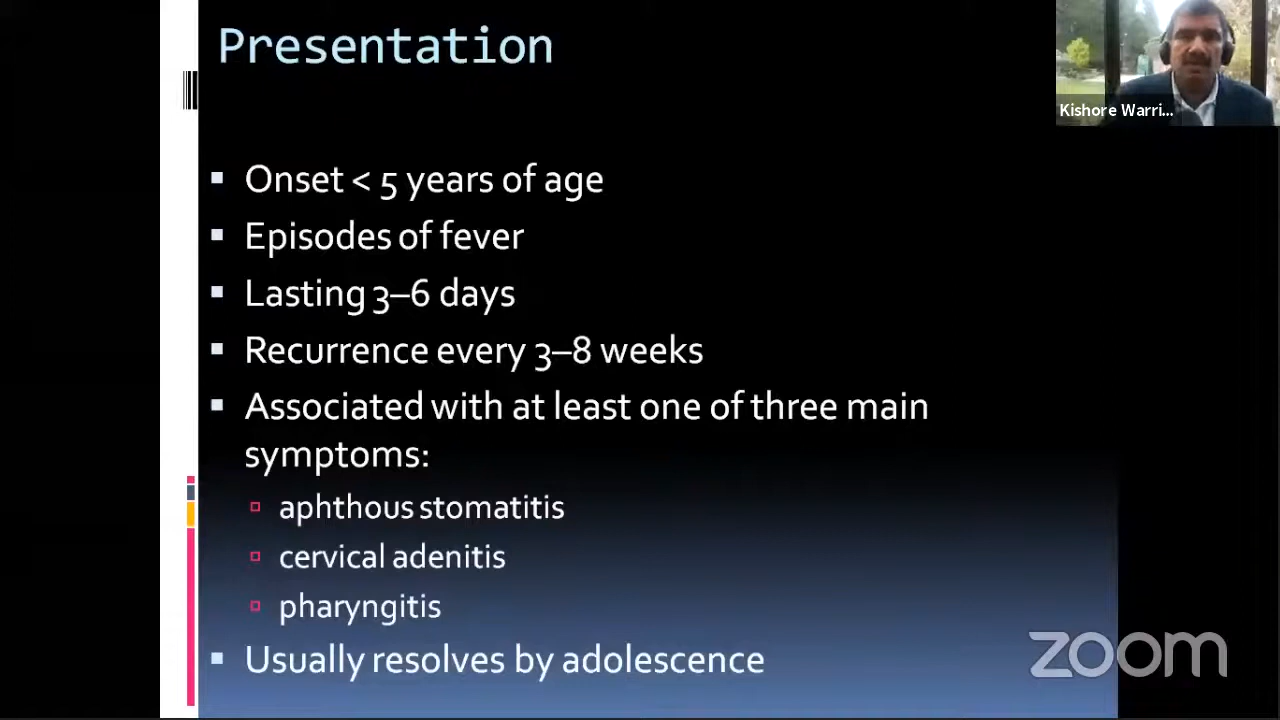 Presentation
Kishore Warri...
Onset < 5 years of age
Episodes of fever
Lasting 3–6 days
Recurrence every 3–8 weeks
Associated with at least one of three main
symptoms:
aphthous stomatitis
cervical adenitis
pharyngitis
Usually resolves by adolescence
zoom